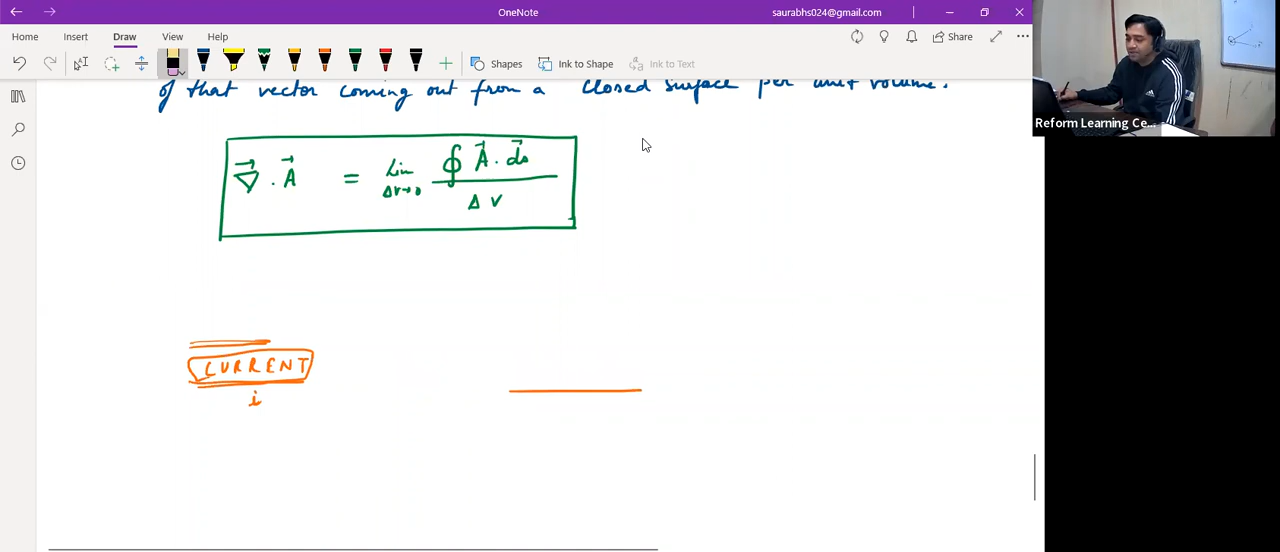 OneNote
saurabhs024@gmail.com
Home Insert Draw View Help
Share
Shapes Ink to Shape Ink to Text
of that vector coming out from a closed surface per unit volume.
∇⃗ . A⃗ = Lim Δv→0 ∮ A⃗ . ds⃗ / Δv
CURRENT
i
Reform Learning Ce...